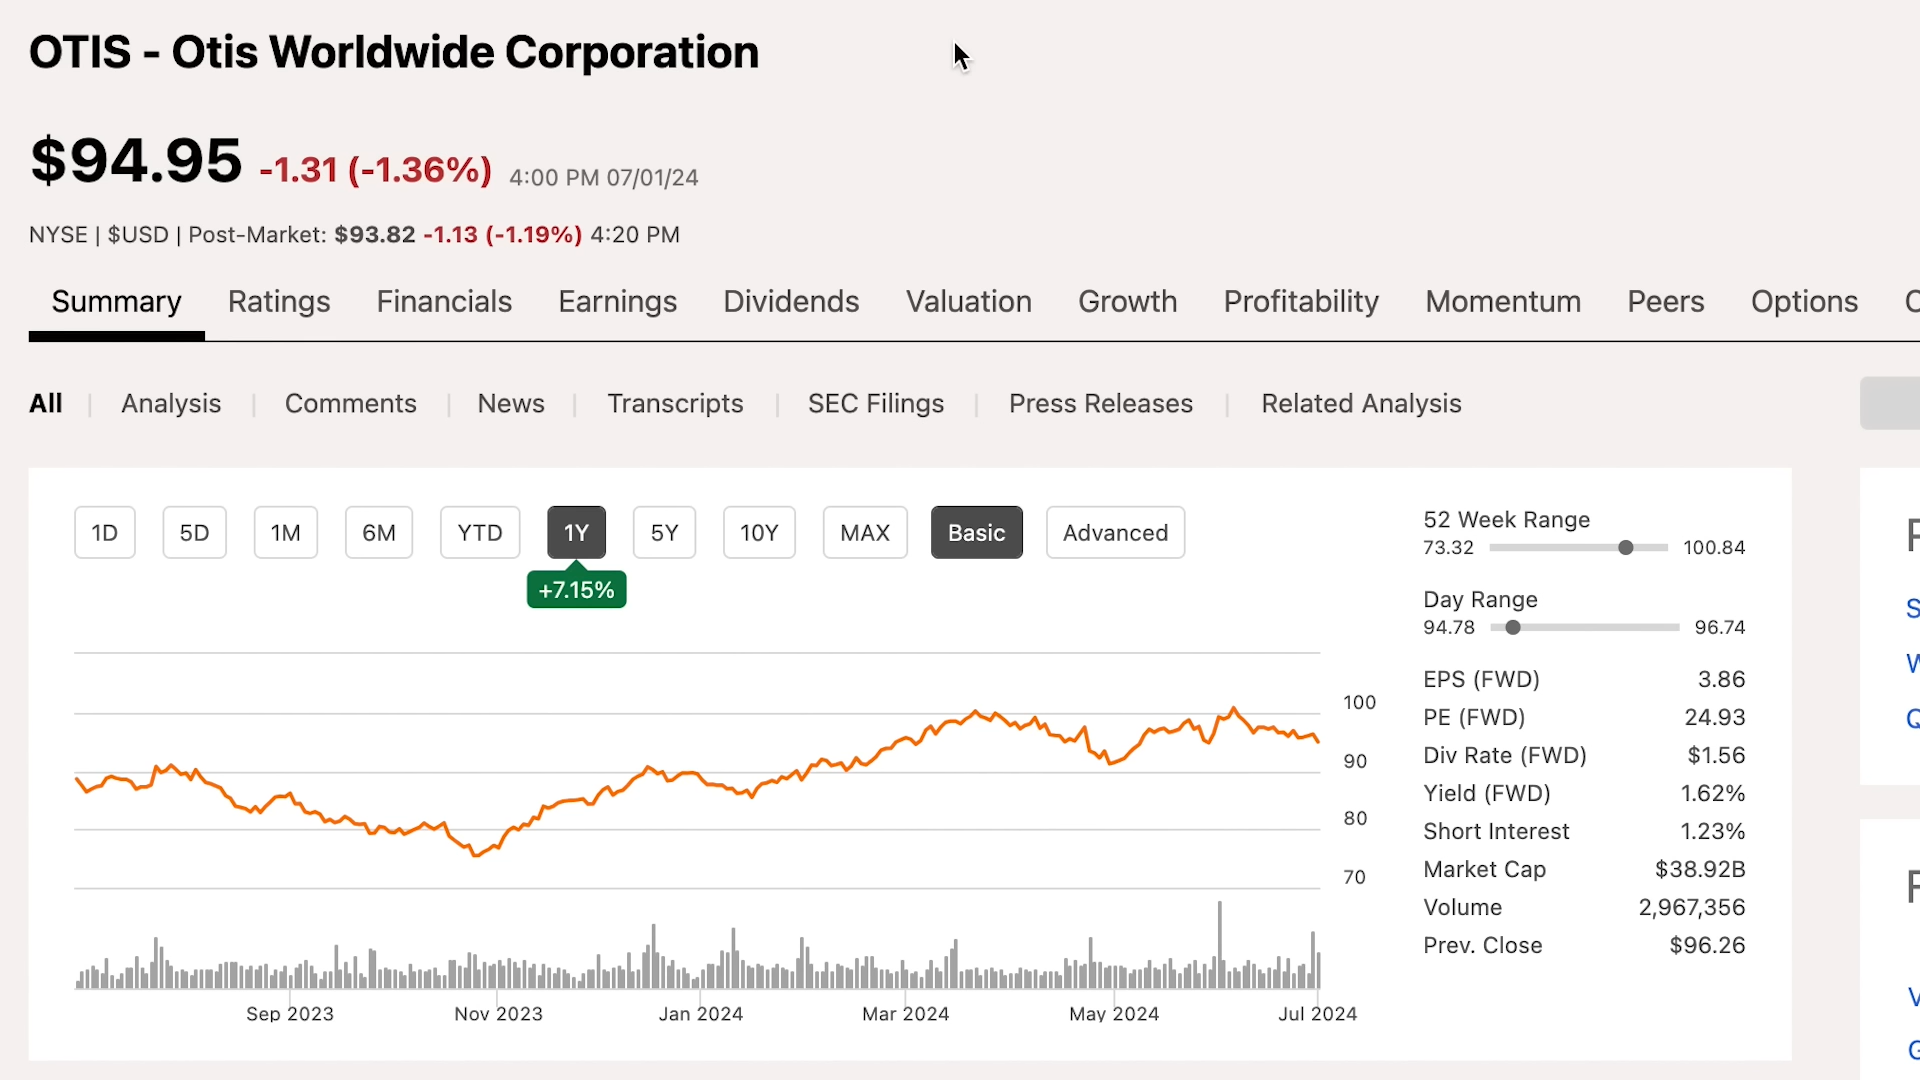 OTIS - Otis Worldwide Corporation
$94.95 -1.31 (-1.36%) 4:00 PM 07/01/24
NYSE | $USD | Post-Market: $93.82 -1.13 (-1.19%) 4:20 PM
Summary Ratings Financials Earnings Dividends Valuation Growth Profitability Momentum Peers Options
All | Analysis | Comments | News | Transcripts | SEC Filings | Press Releases | Related Analysis
1D 5D 1M 6M YTD 1Y 5Y 10Y MAX Basic Advanced
+7.15%
52 Week Range
73.32 100.84
Day Range
94.78 96.74
EPS (FWD) 3.86
PE (FWD) 24.93
Div Rate (FWD) $1.56
Yield (FWD) 1.62%
Short Interest 1.23%
Market Cap $38.92B
Volume 2,967,356
Prev. Close $96.26
100
90
80
70
Sep 2023 Nov 2023 Jan 2024 Mar 2024 May 2024 Jul 2024